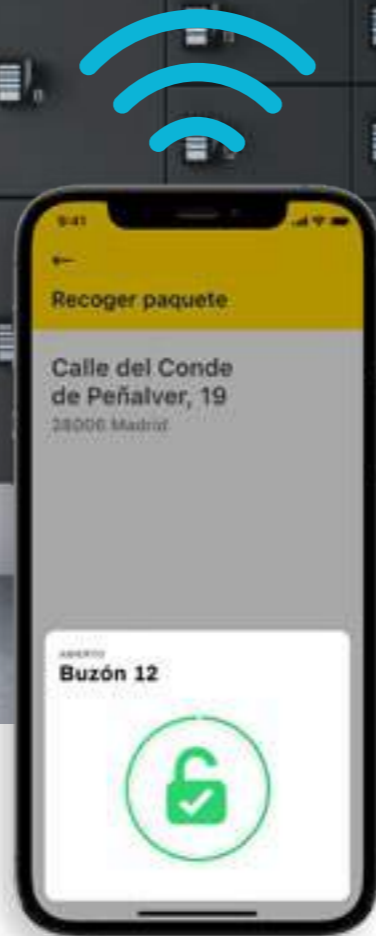 9:41
Recoger paquete
Calle del Conde
de Peñalver, 19
28006 Madrid
ABIERTO
Buzón 12